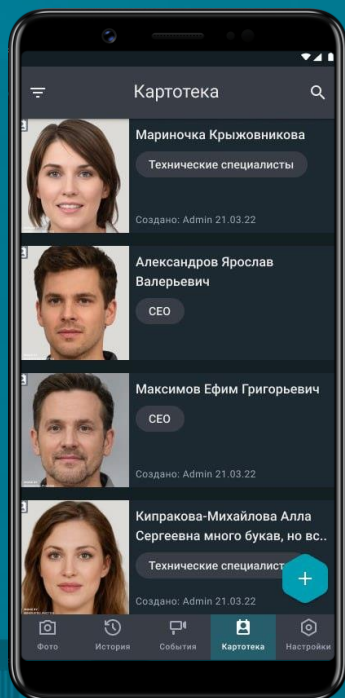 Картотека
Мариночка Крыжовникова
Технические специалисты
Создано: Admin 21.03.22
Александров Ярослав
Валерьевич
CEO
Максимов Ефим Григорьевич
CEO
Создано: Admin 21.03.22
Кипракова-Михайлова Алла
Сергеевна много букав, но вс..
Технические специалист
Создано: Admin 21.03.22
Фото
История
События
Картотека
Настройки